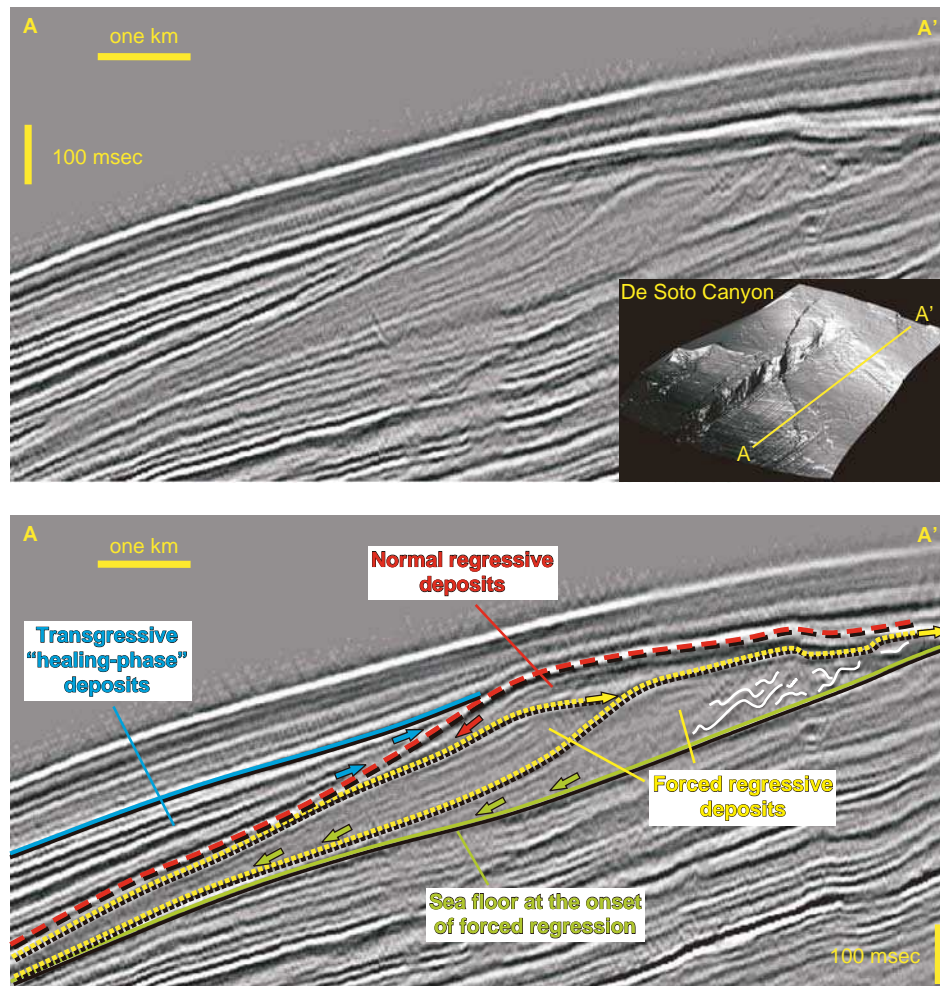 A
A'
one km
100 msec
De Soto Canyon
A'
A
A
A'
one km
Normal regressive
deposits
Transgressive
“healing-phase”
deposits
Forced regressive
deposits
Sea floor at the onset
of forced regression
100 msec